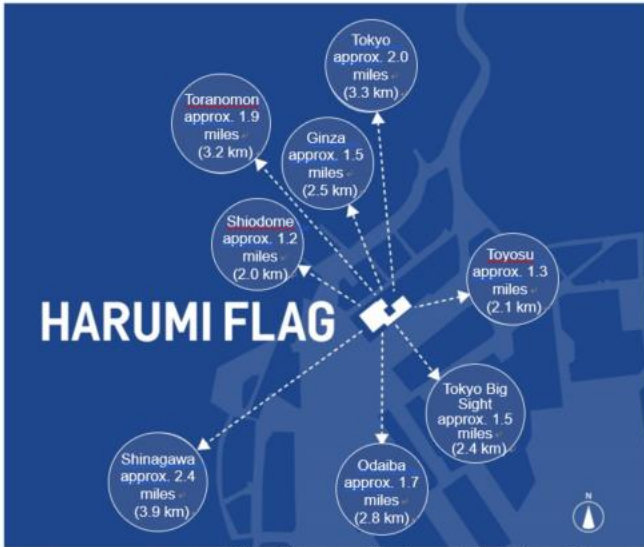 Tokyo
approx. 2.0
miles
(3.3 km)
Toranomon
approx. 1.9
miles
(3.2 km)
Ginza
approx. 1.5
miles
(2.5 km)
Shiodome
approx. 1.2
miles
(2.0 km)
Toyosu
approx. 1.3
miles
(2.1 km)
HARUMI FLAG
Tokyo Big
Sight
approx. 1.5
miles
(2.4 km)
Shinagawa
approx. 2.4
miles
(3.9 km)
Odaiba
approx. 1.7
miles
(2.8 km)
N